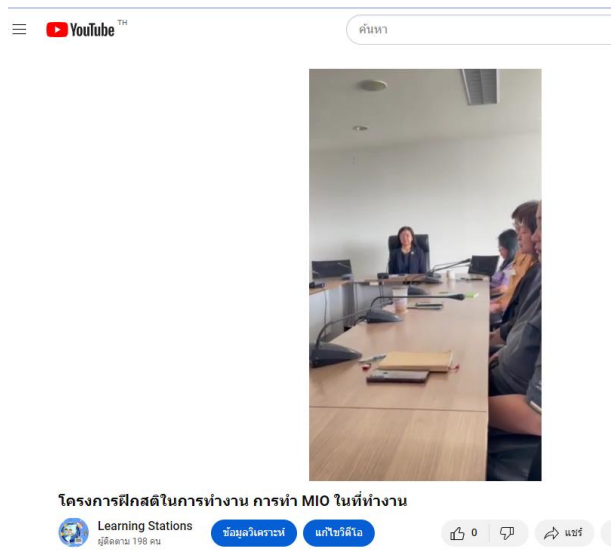 YouTube TH
ค้นหา
โครงการฝึกสติในการทำงาน การทำ MIO ในที่ทำงาน
Learning Stations
ผู้ติดตาม 198 คน
ข้อมูลวิเคราะห์
แก้ไขวิดีโอ
0
แชร์